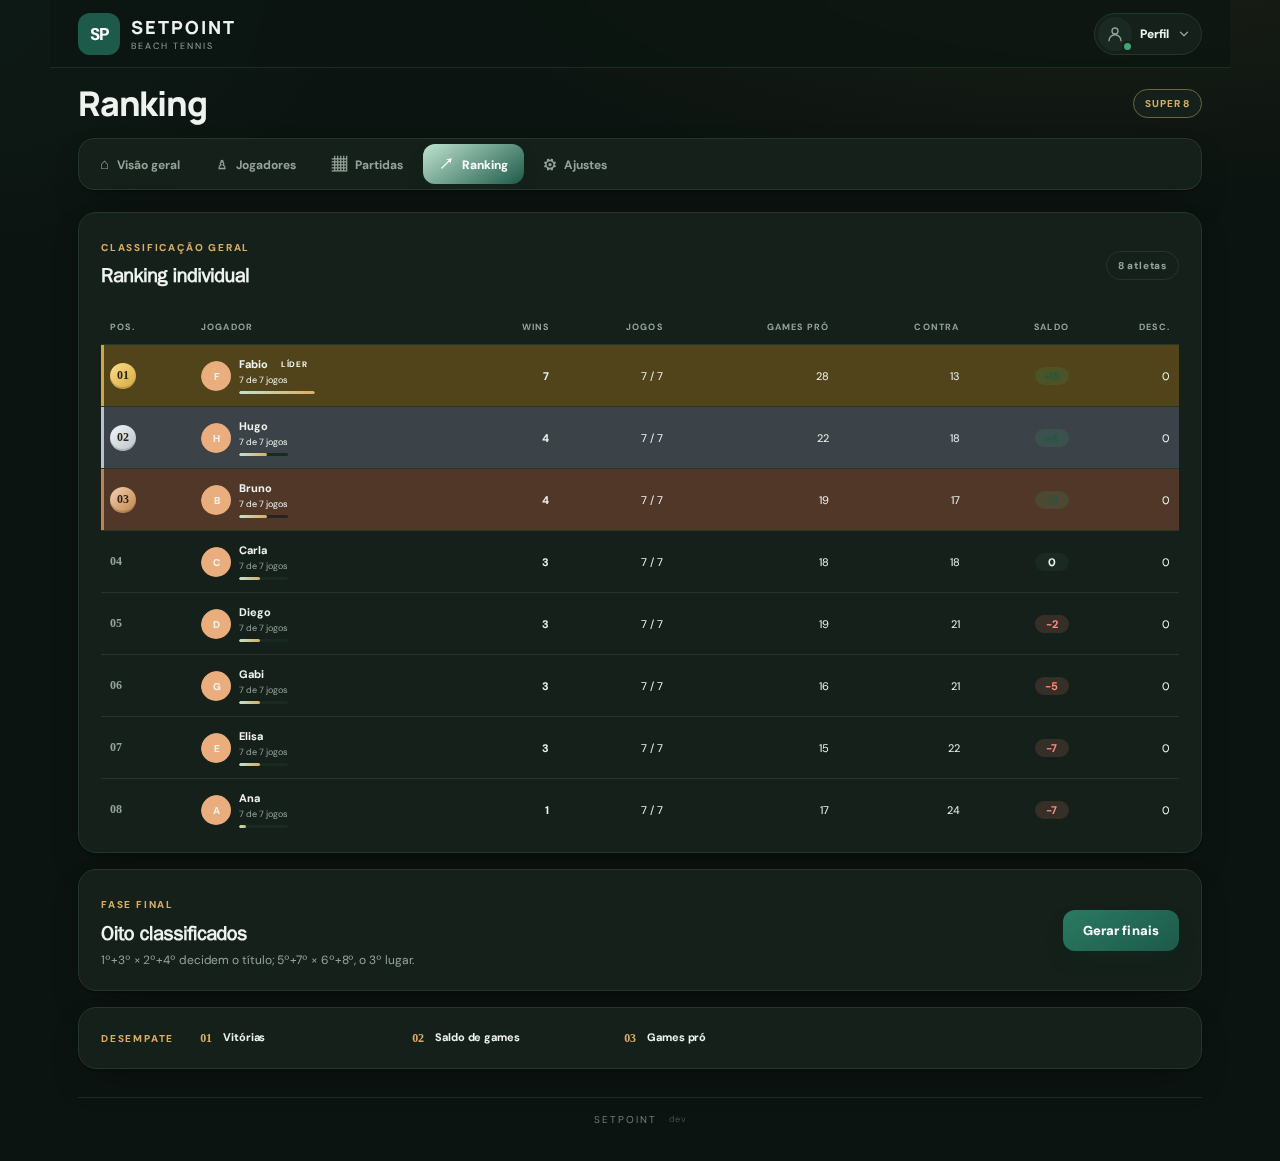 SP SETPOINT
BEACH TENNIS
Perfil
Ranking
SUPER 8
Visão geral Jogadores Partidas Ranking Ajustes
CLASSIFICAÇÃO GERAL
Ranking individual
8 atletas
POS. JOGADOR WINS JOGOS GAMES PRÓ CONTRA SALDO DESC.
01 F Fabio LÍDER 7 7 / 7 28 13 0
7 de 7 jogos
02 H Hugo 4 7 / 7 22 18 0
7 de 7 jogos
03 B Bruno 4 7 / 7 19 17 0
7 de 7 jogos
04 C Carla 3 7 / 7 18 18 0 0
7 de 7 jogos
05 D Diego 3 7 / 7 19 21 -2 0
7 de 7 jogos
06 G Gabi 3 7 / 7 16 21 -5 0
7 de 7 jogos
07 E Elisa 3 7 / 7 15 22 -7 0
7 de 7 jogos
08 A Ana 1 7 / 7 17 24 -7 0
7 de 7 jogos
FASE FINAL
Oito classificados
1º+3º × 2º+4º decidem o título; 5º+7º × 6º+8º, o 3º lugar.
Gerar finais
DESEMPATE 01 Vitórias 02 Saldo de games 03 Games pró
SETPOINT dev